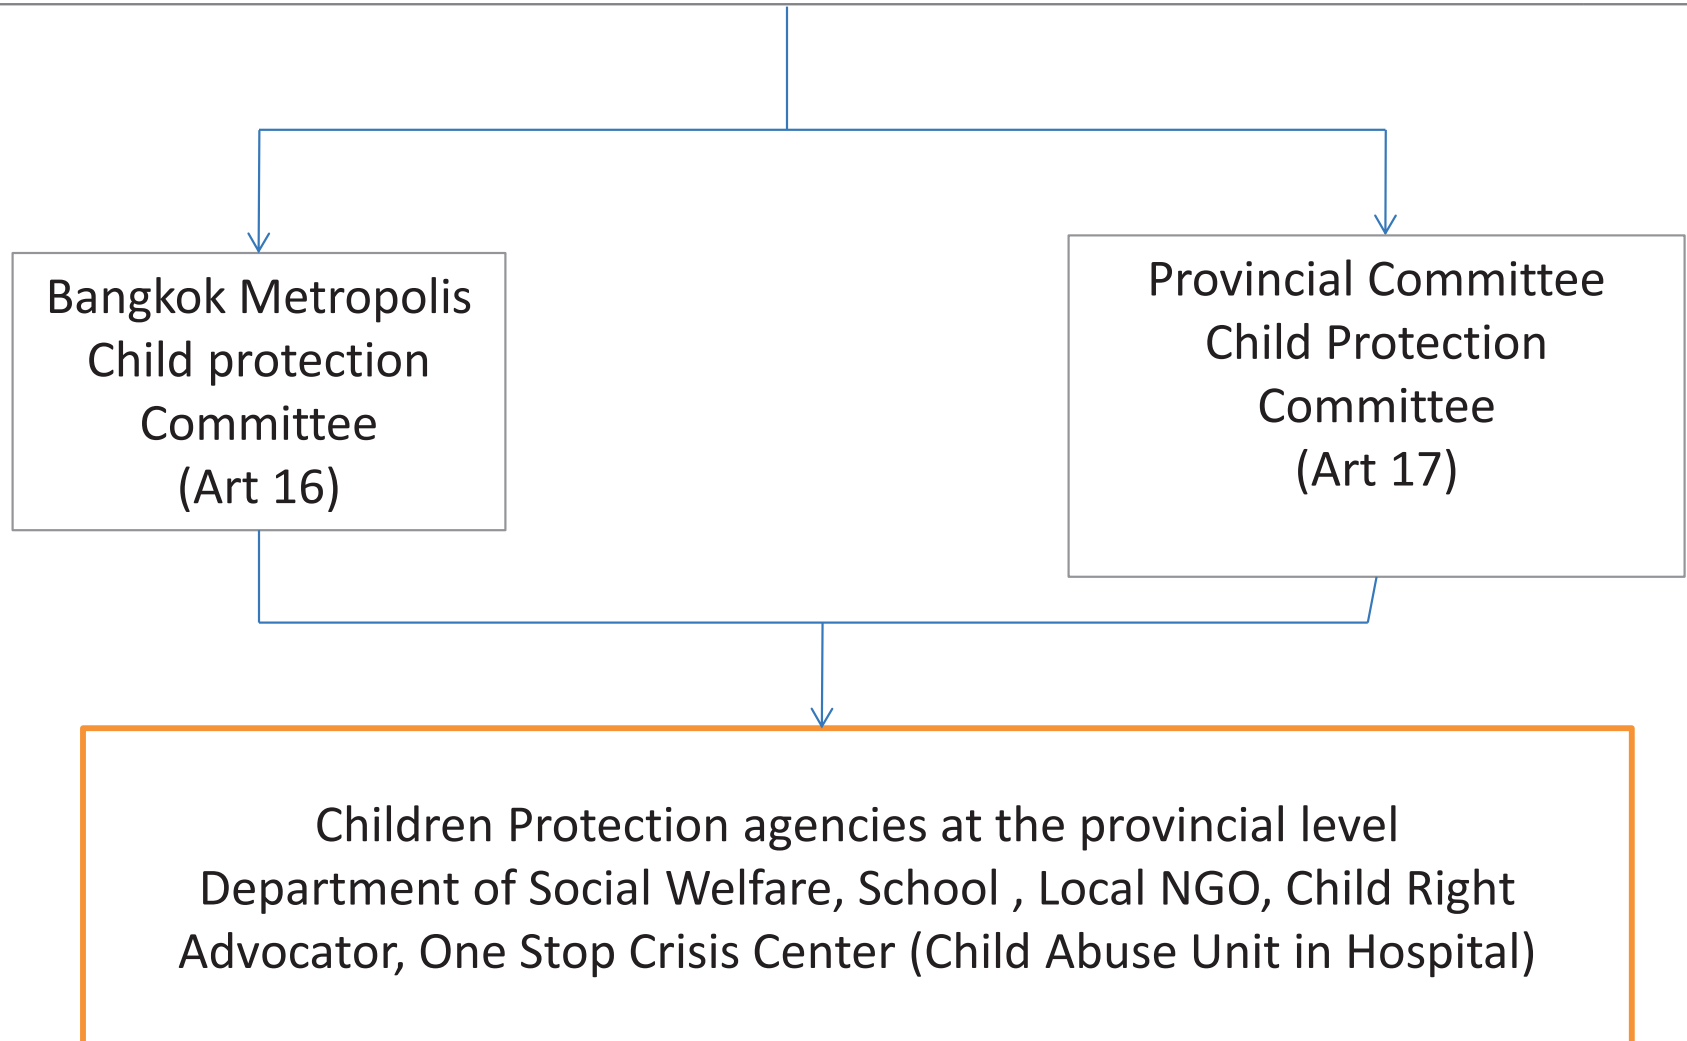 Bangkok Metropolis
Child protection
Committee
(Art 16)
Provincial Committee
Child Protection
Committee
(Art 17)
Children Protection agencies at the provincial level
Department of Social Welfare, School , Local NGO, Child Right
Advocator, One Stop Crisis Center (Child Abuse Unit in Hospital)